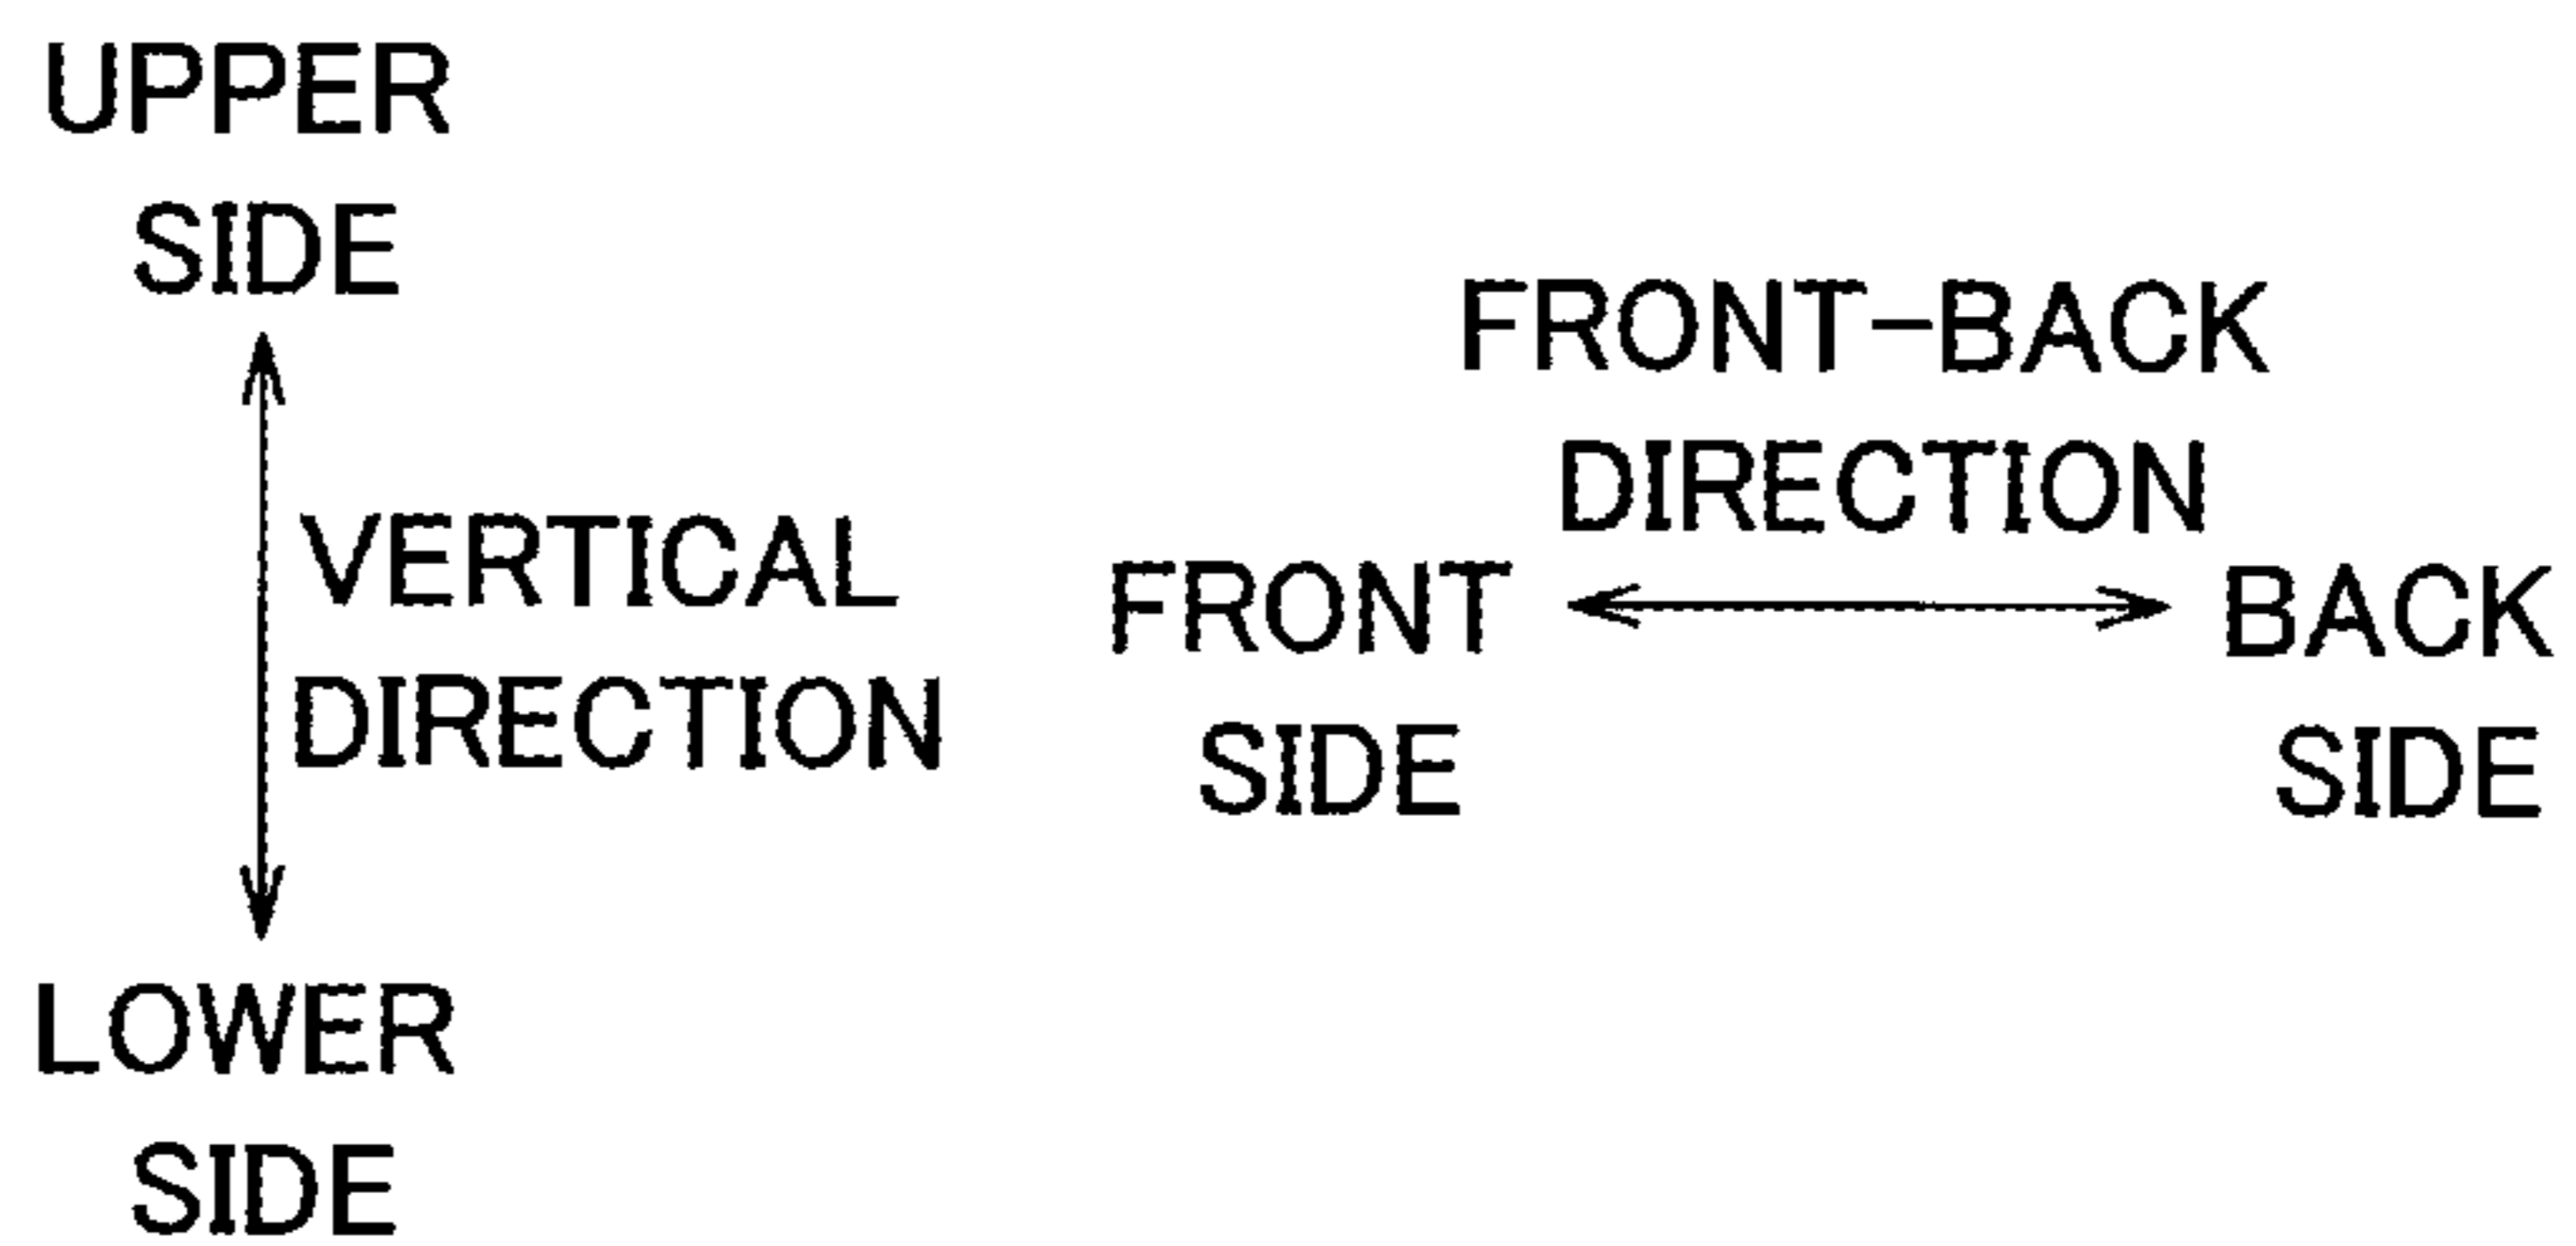 UPPER
SIDE
VERTICAL
DIRECTION
LOWER
SIDE
FRONT-BACK
DIRECTION
FRONT
SIDE
BACK
SIDE